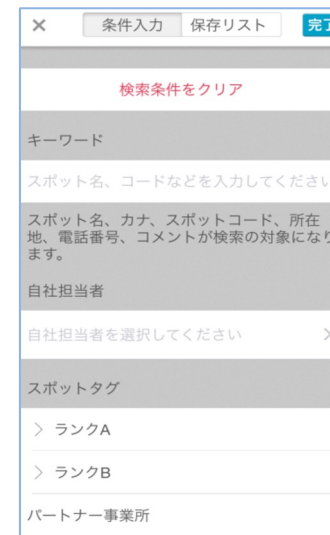 × 条件入力 保存リスト 完了
検索条件をクリア
キーワード
スポット名、コードなどを入力してください
スポット名、カナ、スポットコード、所在
地、電話番号、コメントが検索の対象になり
ます。
自社担当者
自社担当者を選択してください ×
スポットタグ
> ランクA
> ランクB
パートナー事業所